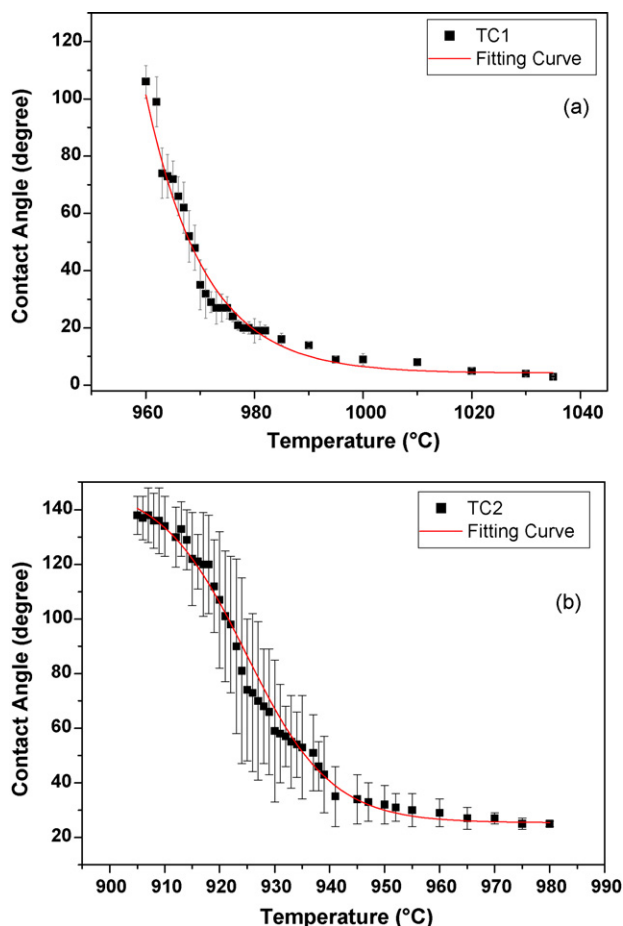 120
100
80
60
40
20
0
Contact Angle (degree)
TC1
Fitting Curve
(a)
960 980 1000 1020 1040
Temperature (°C)
140
120
100
80
60
40
20
Contact Angle (degree)
TC2
Fitting Curve
(b)
900 910 920 930 940 950 960 970 980 990
Temperature (°C)